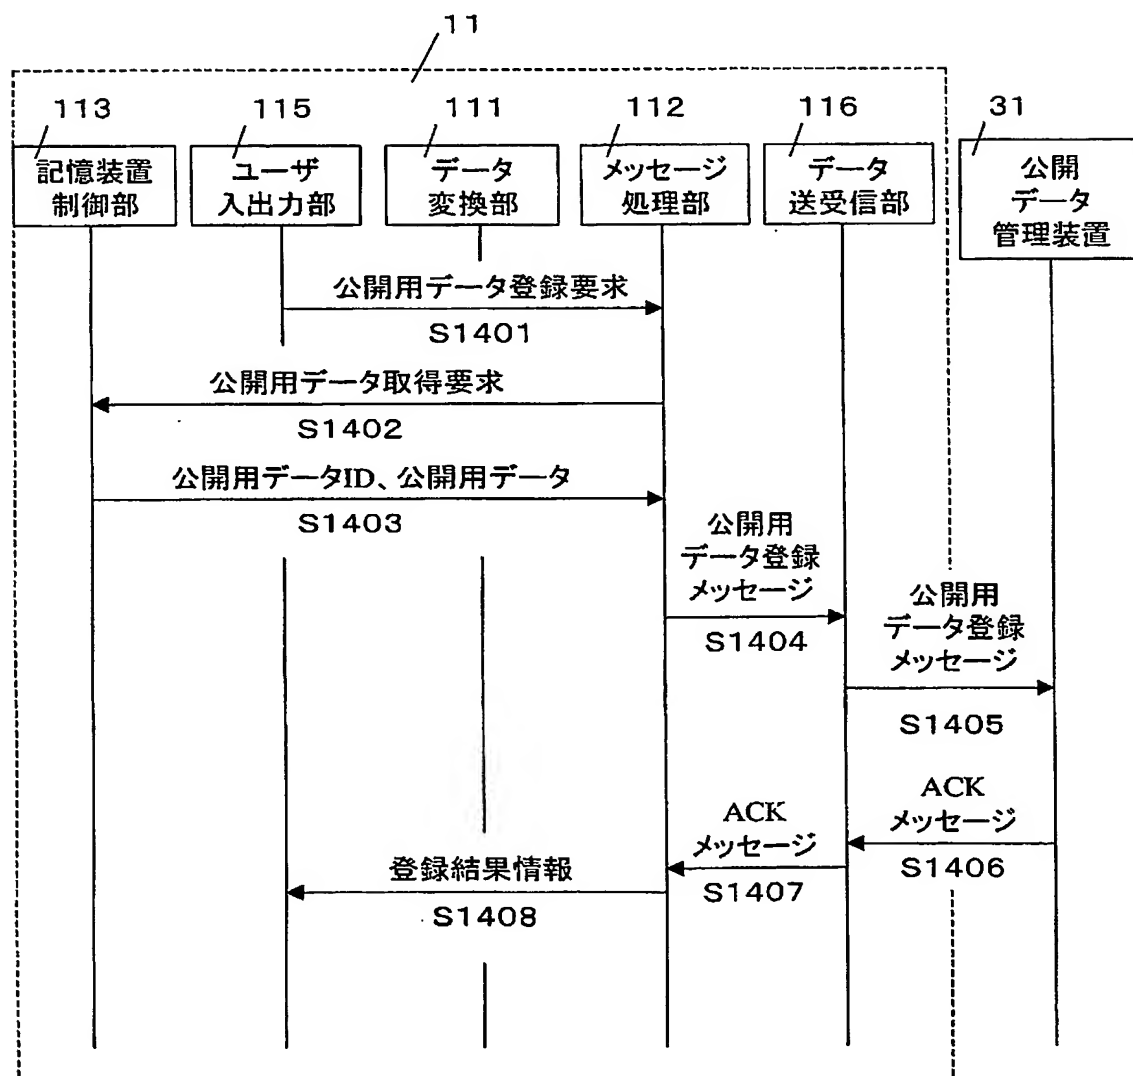 11
113
115
111
112
116
31
記憶装置
制御部
ユーザ
入出力部
データ
変換部
メッセージ
処理部
データ
送受信部
公開
データ
管理装置
公開用データ登録要求
S1401
公開用データ取得要求
S1402
公開用データID、公開用データ
S1403
公開用
データ登録
メッセージ
S1404
公開用
データ登録
メッセージ
S1405
ACK
メッセージ
S1406
ACK
メッセージ
S1407
登録結果情報
S1408